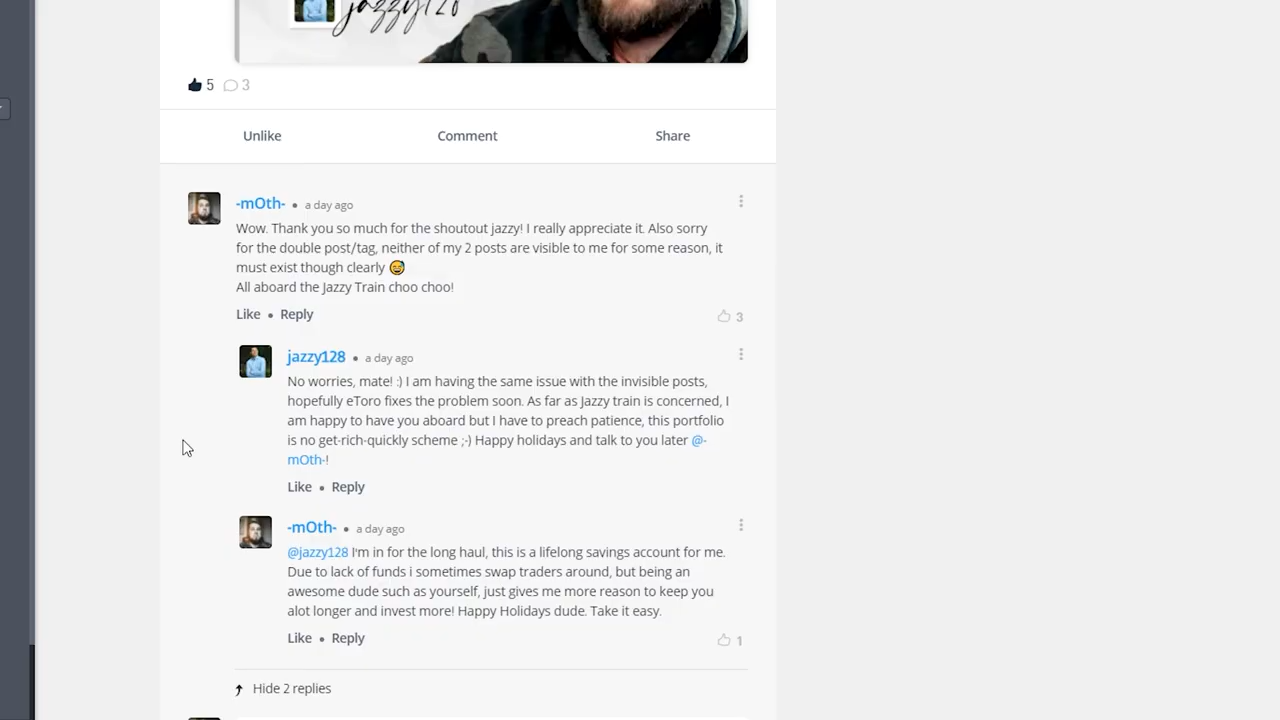 jazzy128
5 3
Unlike Comment Share
-mOth- • a day ago
Wow. Thank you so much for the shoutout jazzy! I really appreciate it. Also sorry
for the double post/tag, neither of my 2 posts are visible to me for some reason, it
must exist though clearly 😅
All aboard the Jazzy Train choo choo!
Like • Reply
3
jazzy128 • a day ago
No worries, mate! :) I am having the same issue with the invisible posts,
hopefully eToro fixes the problem soon. As far as Jazzy train is concerned, I
am happy to have you aboard but I have to preach patience, this portfolio
is no get-rich-quickly scheme ;-) Happy holidays and talk to you later @-
mOth-!
Like • Reply
-mOth- • a day ago
@jazzy128 I'm in for the long haul, this is a lifelong savings account for me.
Due to lack of funds i sometimes swap traders around, but being an
awesome dude such as yourself, just gives me more reason to keep you
alot longer and invest more! Happy Holidays dude. Take it easy.
Like • Reply
1
Hide 2 replies